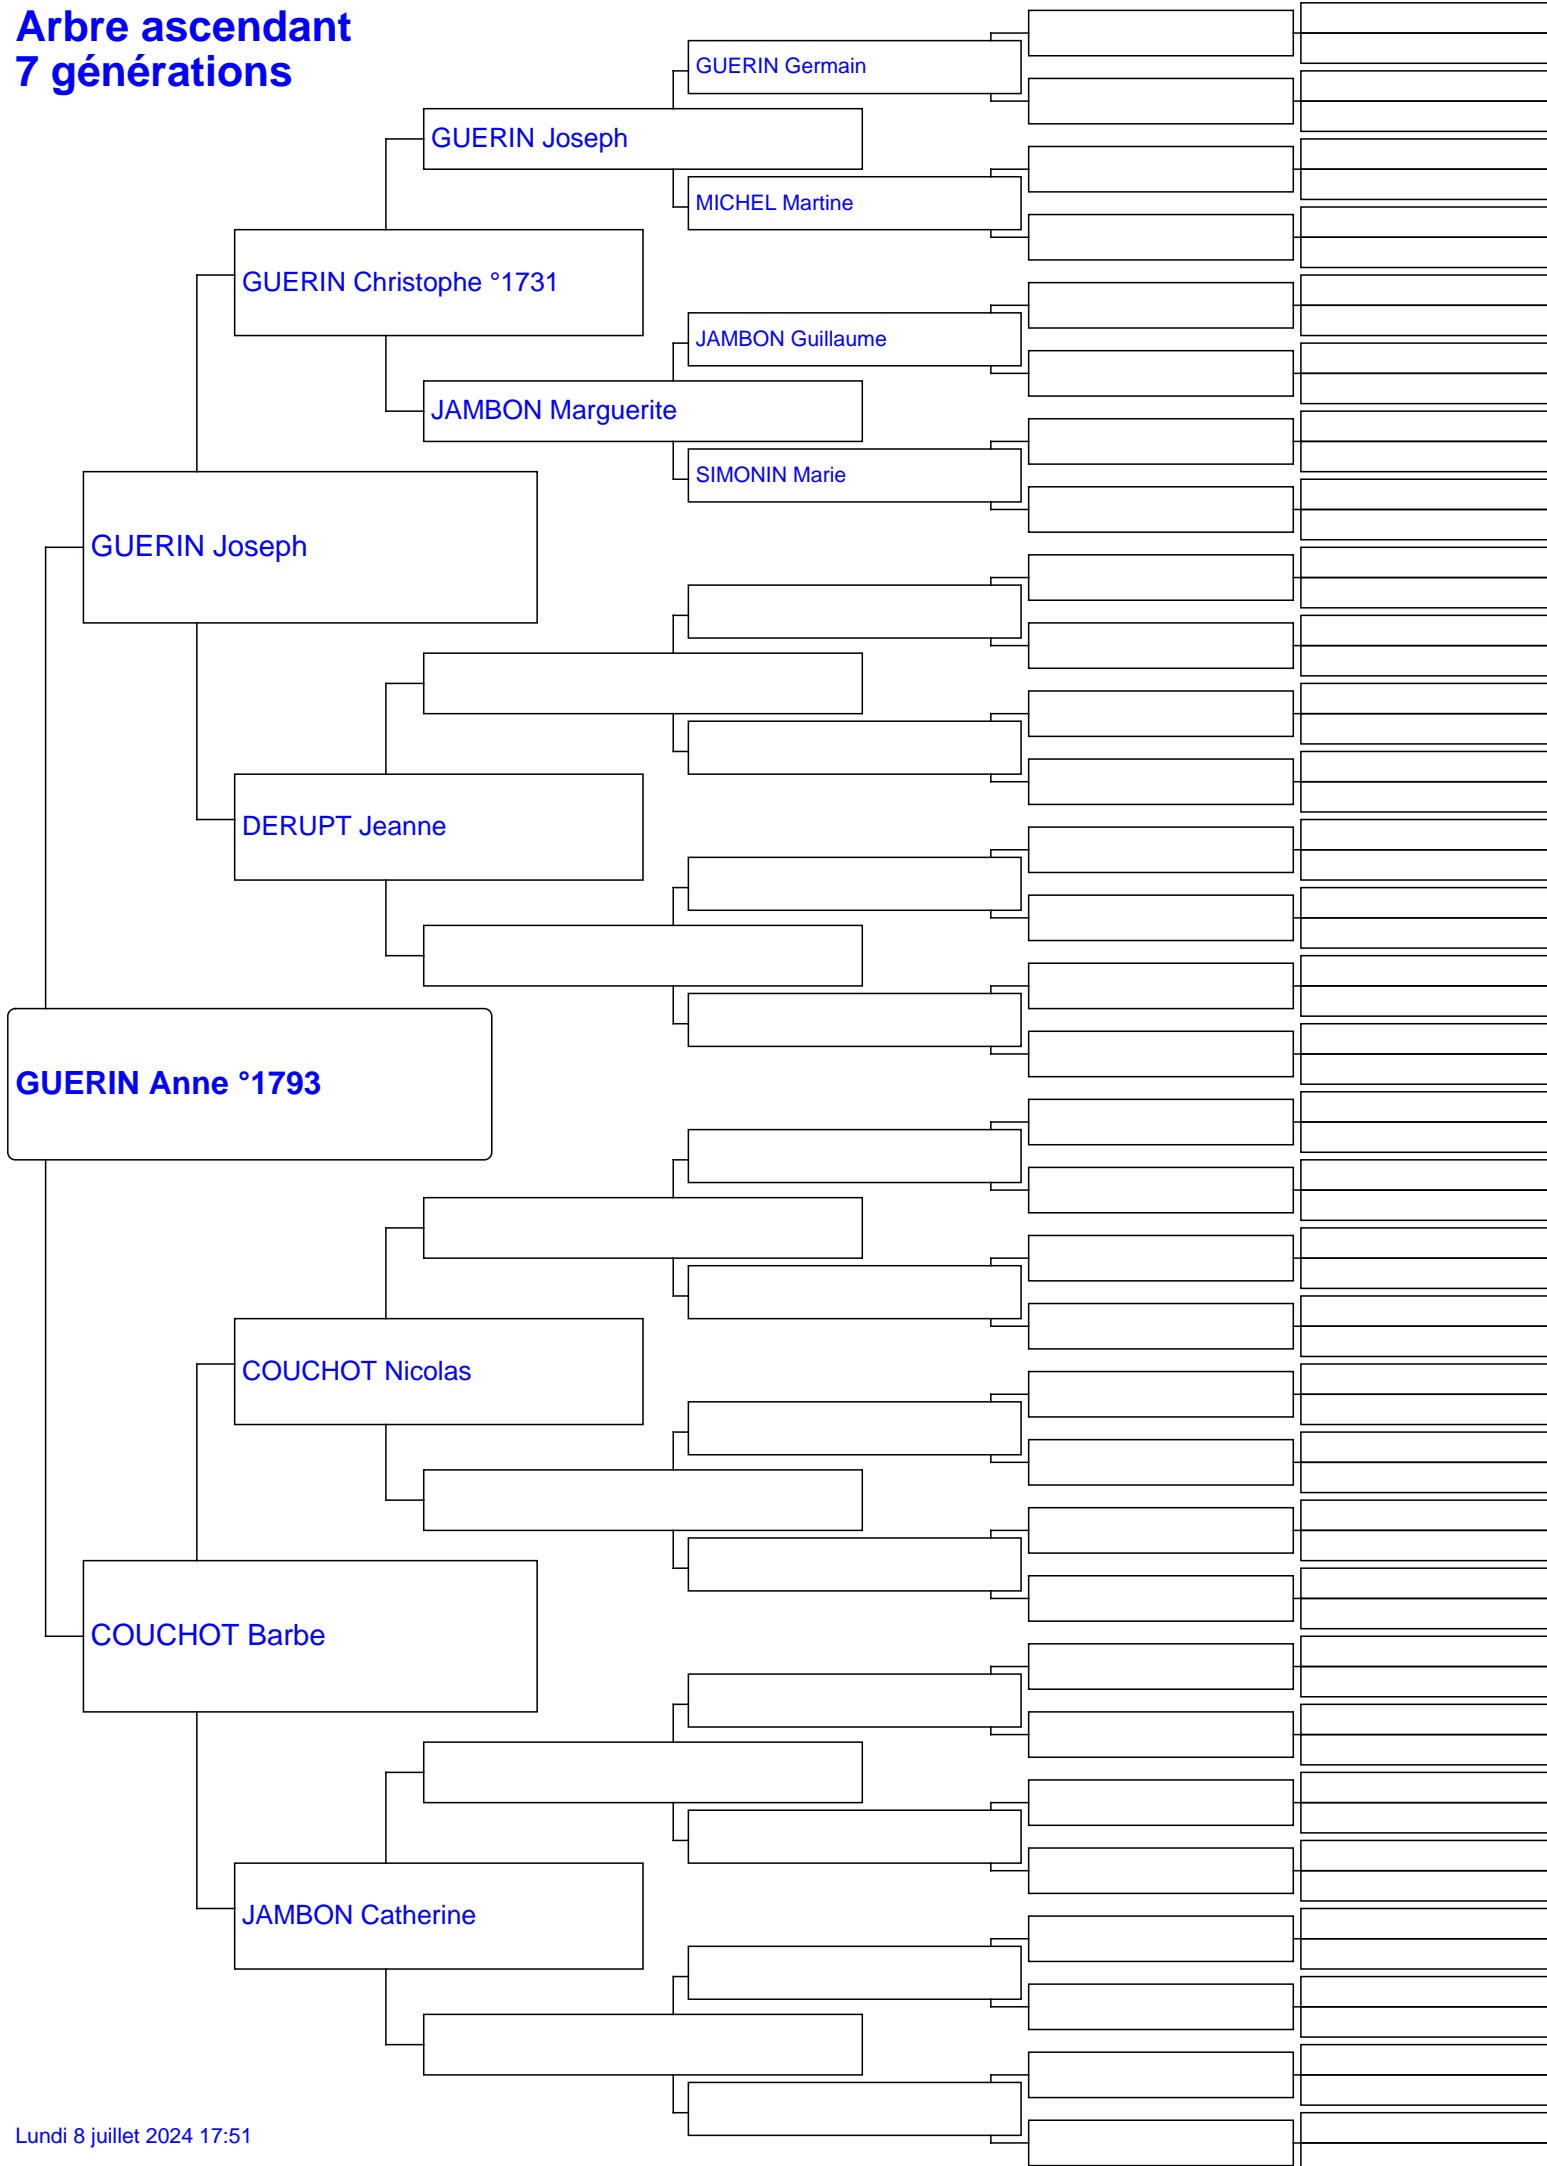 Arbre ascendant
7 générations
GUERIN Germain
GUERIN Joseph
MICHEL Martine
GUERIN Christophe °1731
JAMBON Guillaume
JAMBON Marguerite
SIMONIN Marie
GUERIN Joseph
DERUPT Jeanne
GUERIN Anne °1793
COUCHOT Nicolas
COUCHOT Barbe
JAMBON Catherine
Lundi 8 juillet 2024 17:51